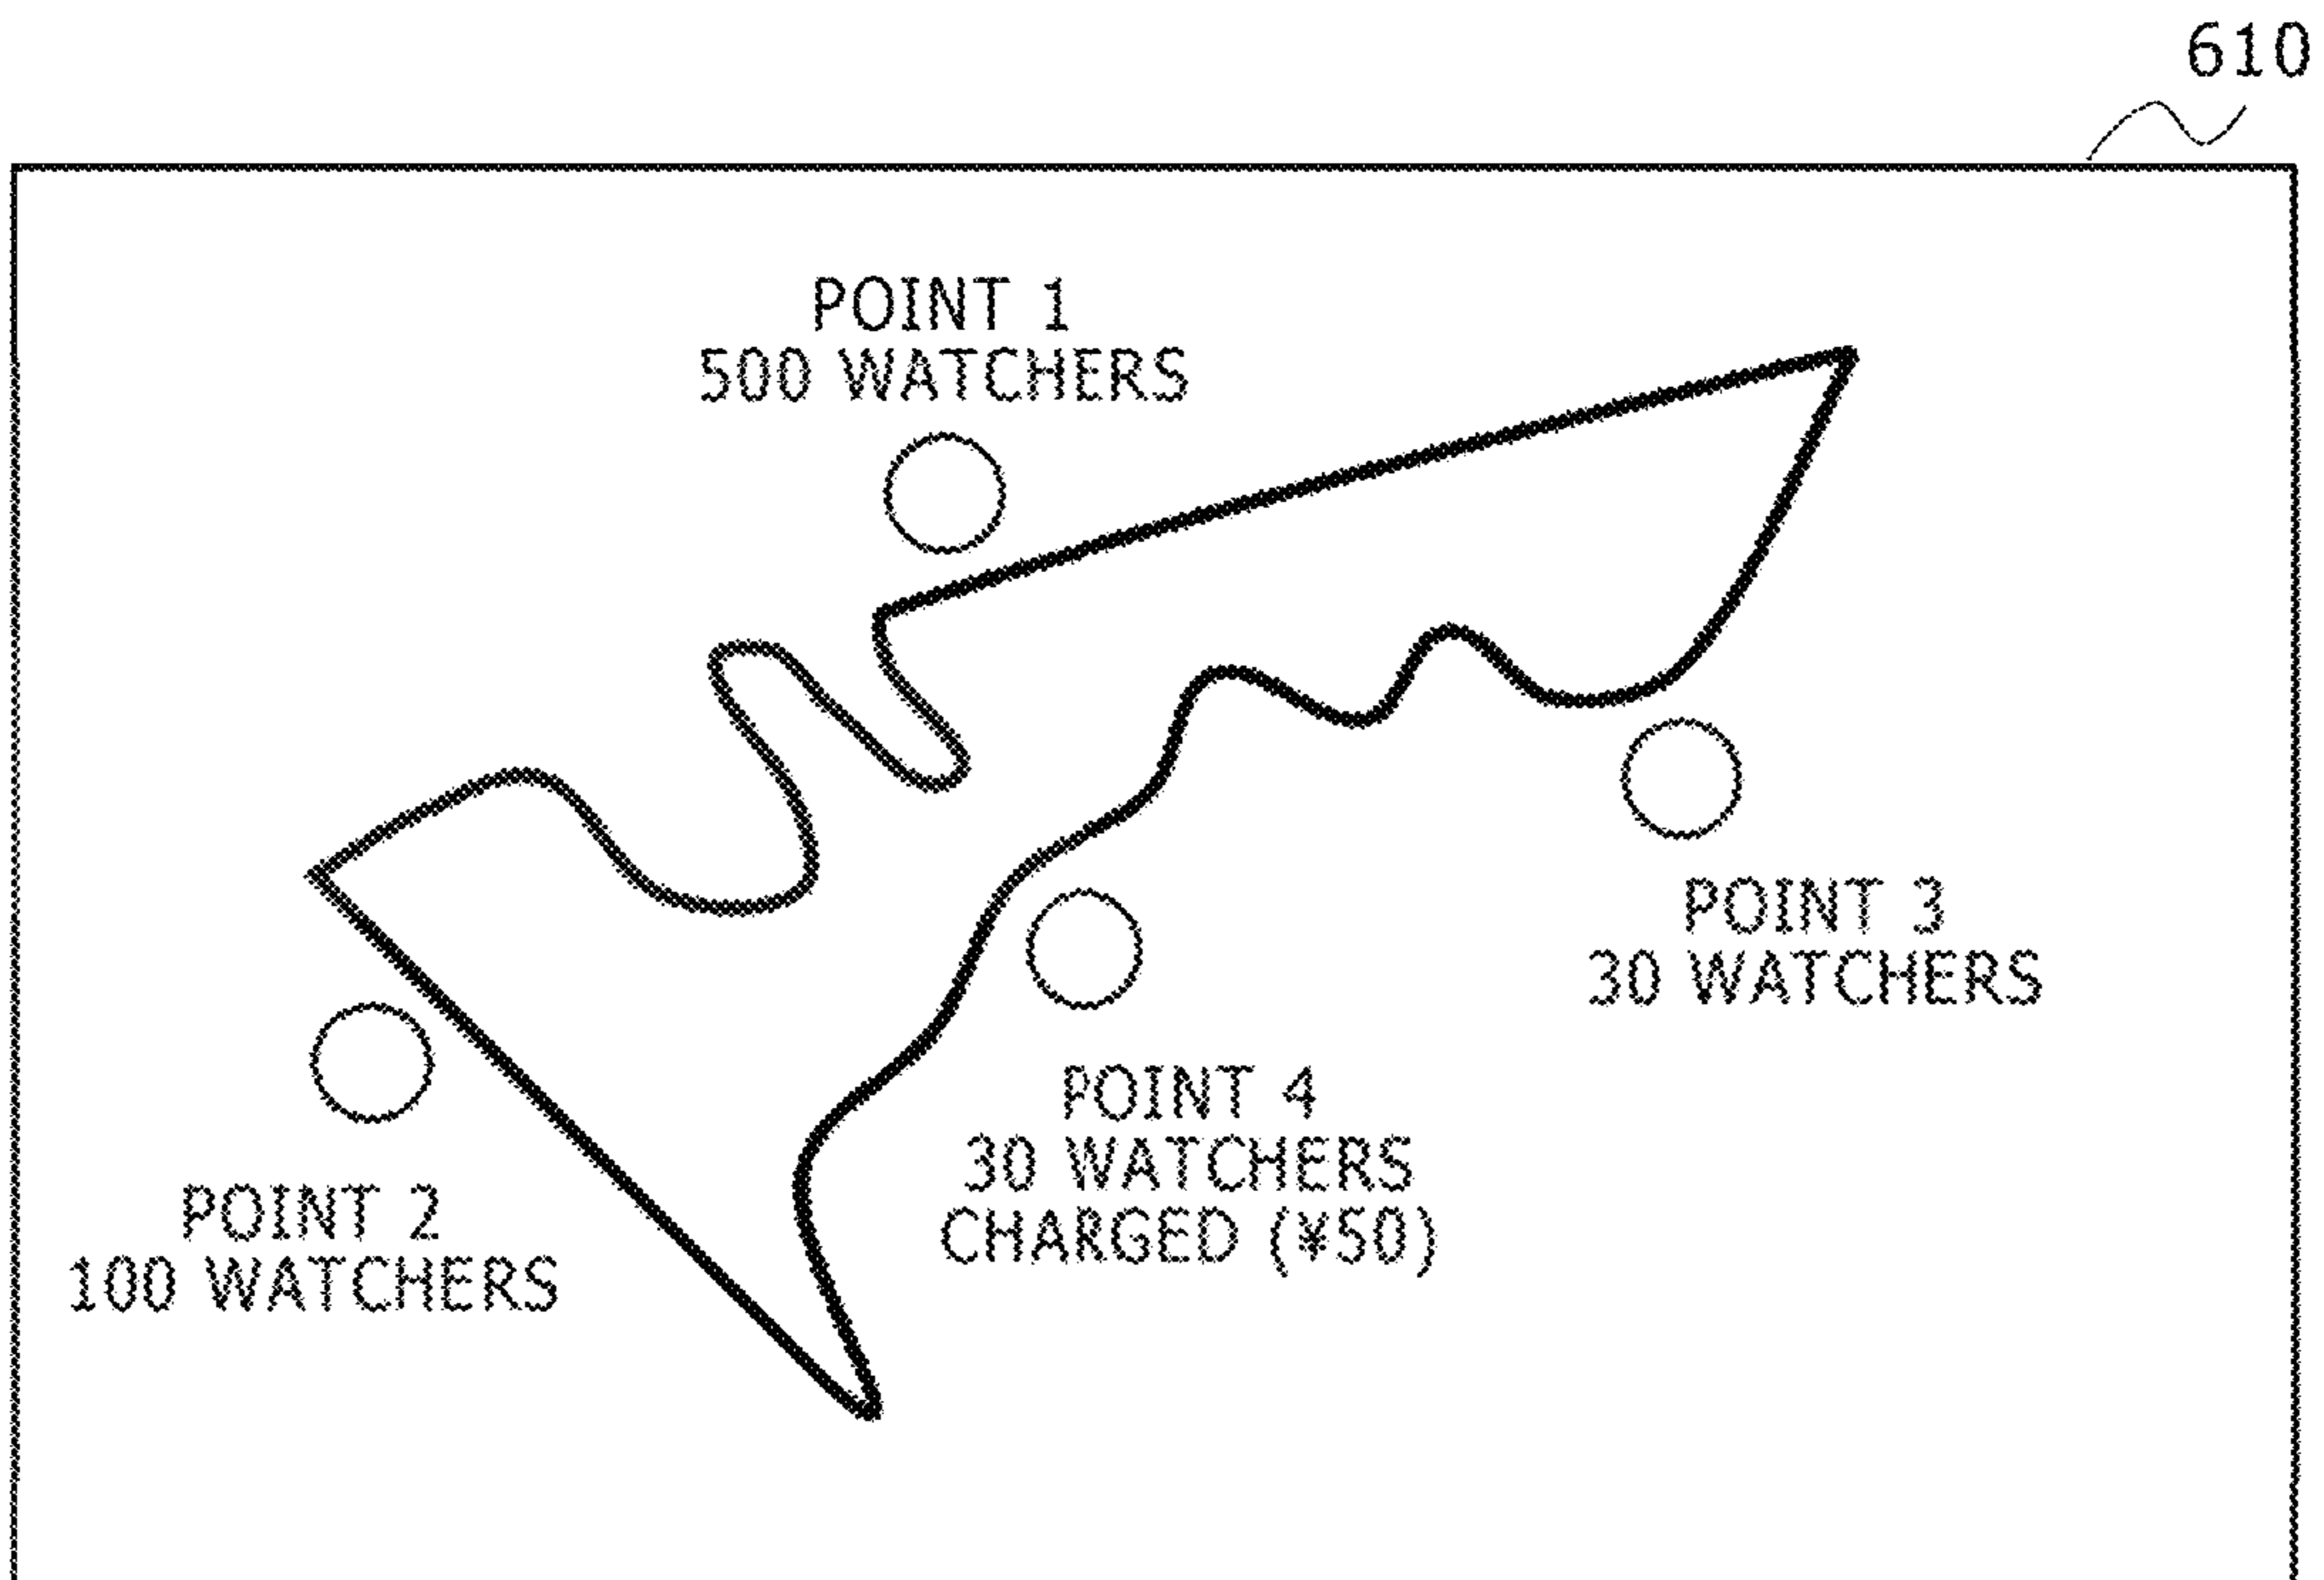 610
POINT 1
500 WATCHERS
POINT 3
30 WATCHERS
POINT 4
30 WATCHERS
CHARGED (¥50)
POINT 2
100 WATCHERS